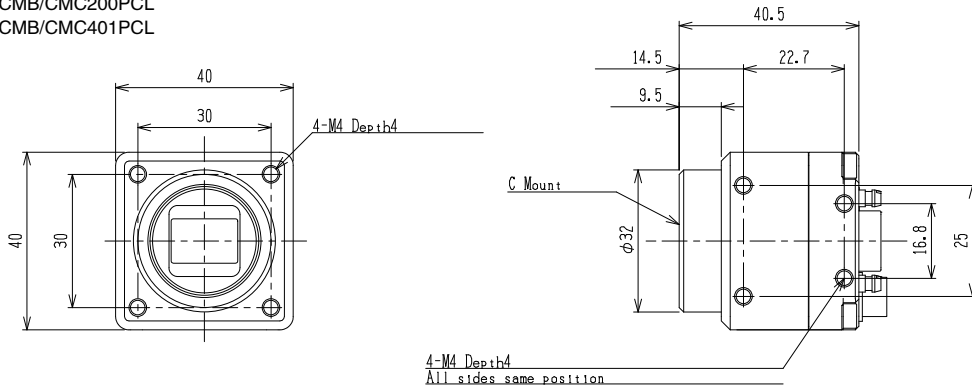 CMB/CMC200PCL
CMB/CMC401PCL
40
30
4-M4 Depth4
40
30
40.5
14.5
22.7
9.5
C Mount
φ32
16.8
25
4-M4 Depth4
All sides same position